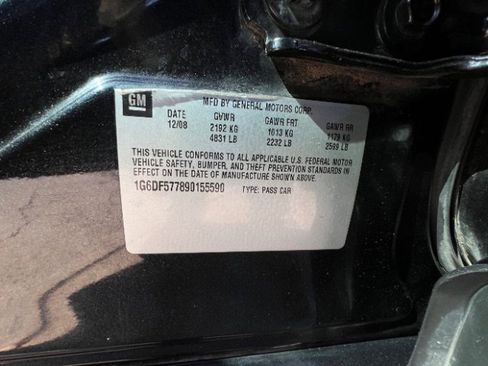 GM
MFD BY GENERAL MOTORS CORP.
DATE GVWR GAWR FRT GAWR RR
12/08 2192 KG 1013 KG 1179 KG
4831 LB 2232 LB 2599 LB
THIS VEHICLE CONFORMS TO ALL APPLICABLE U.S. FEDERAL MOTOR
VEHICLE SAFETY, BUMPER, AND THEFT PREVENTION STANDARDS IN
EFFECT ON THE DATE OF MANUFACTURE SHOWN ABOVE.
1G6DF577890155590 TYPE: PASS CAR